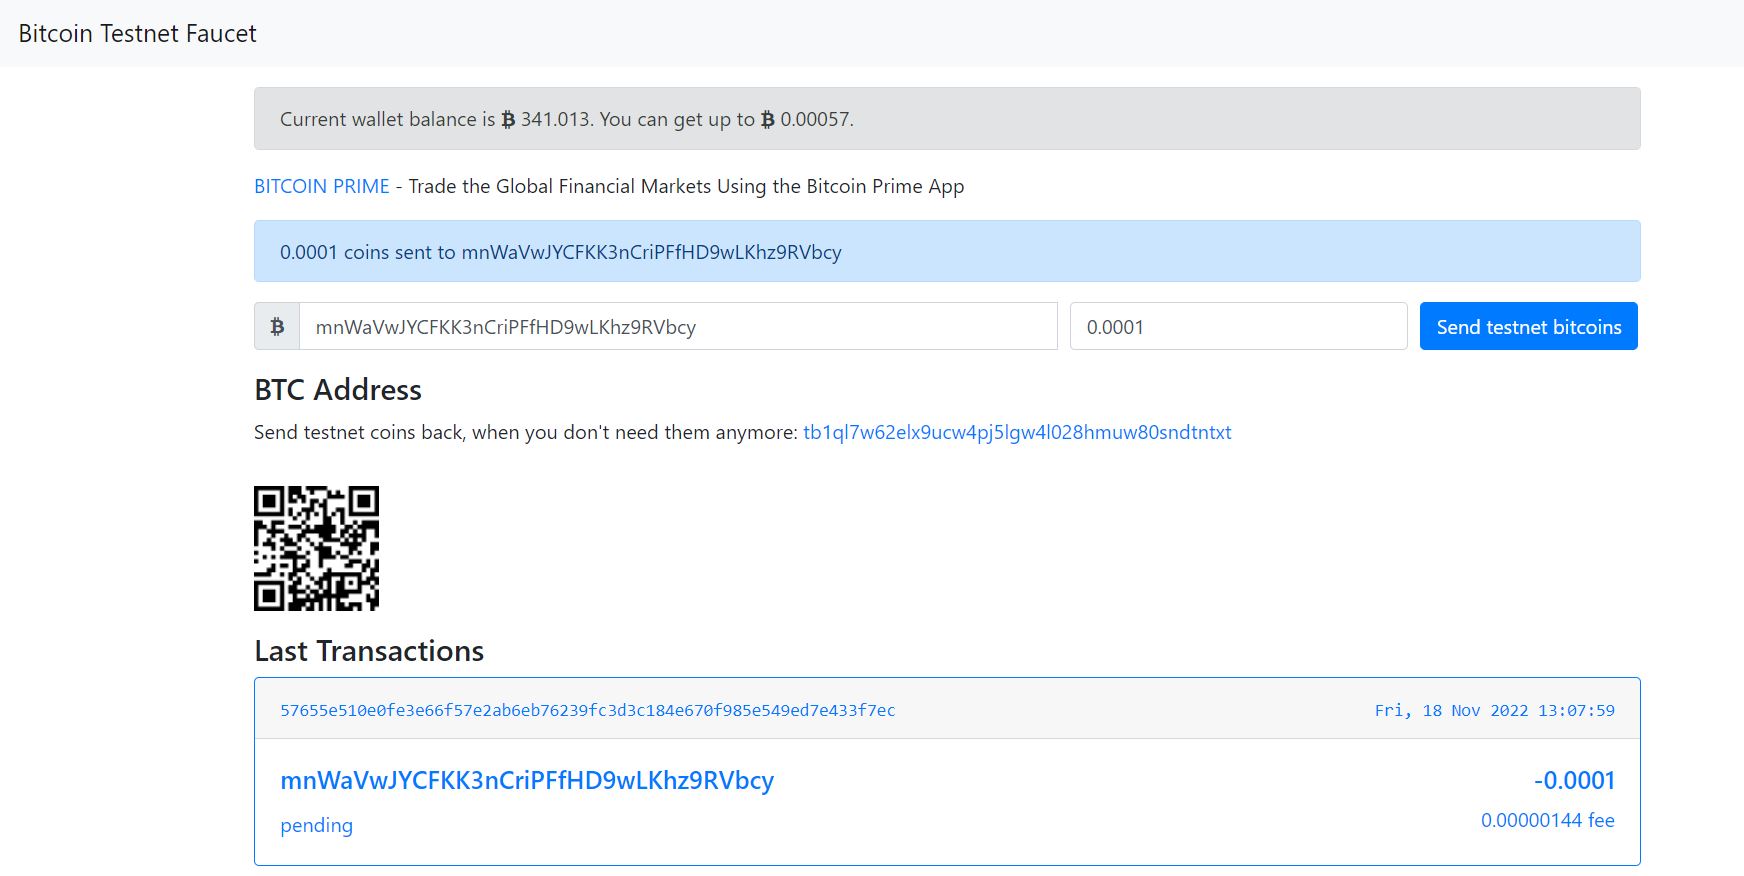 Bitcoin Testnet Faucet
Current wallet balance is ₿ 341.013. You can get up to ₿ 0.00057.
BITCOIN PRIME - Trade the Global Financial Markets Using the Bitcoin Prime App
0.0001 coins sent to mnWaVwJYCFKK3nCriPFfHD9wLKhz9RVbcy
₿ mnWaVwJYCFKK3nCriPFfHD9wLKhz9RVbcy 0.0001 Send testnet bitcoins
BTC Address
Send testnet coins back, when you don't need them anymore: tb1ql7w62elx9ucw4pj5lgw4l028hmuw80sndtntxt
Last Transactions
57655e510e0fe3e66f57e2ab6eb76239fc3d3c184e670f985e549ed7e433f7ec Fri, 18 Nov 2022 13:07:59
mnWaVwJYCFKK3nCriPFfHD9wLKhz9RVbcy -0.0001
pending 0.00000144 fee